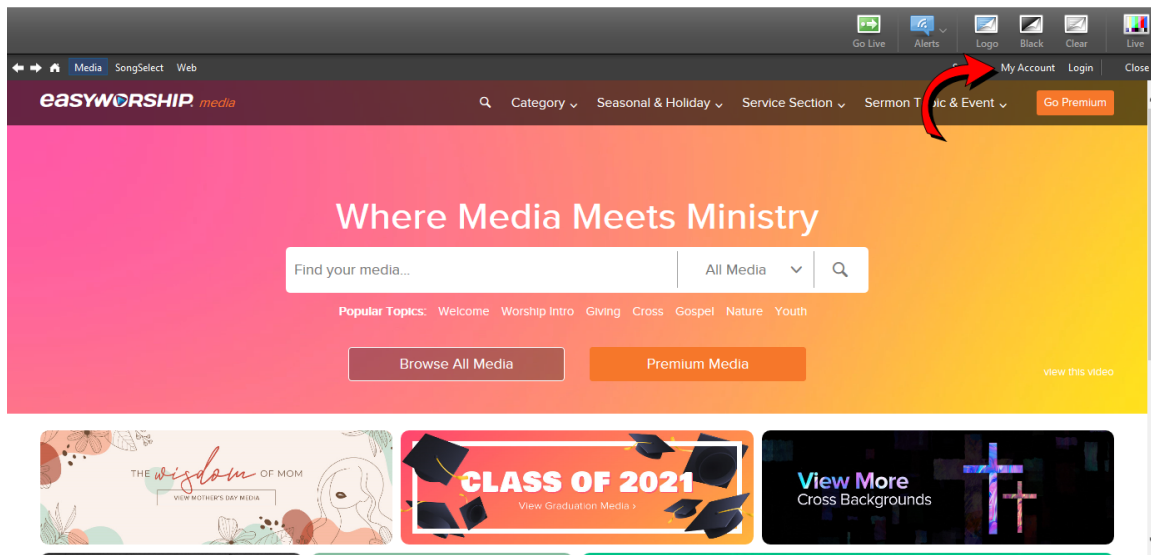 Go Live Alerts Logo Black Clear Live
Media SongSelect Web My Account Login Close
easyworship. media Category Seasonal & Holiday Service Section Sermon & Event Go Premium
Where Media Meets Ministry
Find your media... All Media
Popular Topics: Welcome Worship Intro Giving Cross Gospel Nature Youth
Browse All Media Premium Media
view this video
THE wisdom OF MOM
VIEW MOTHER'S DAY MEDIA
CLASS OF 2021
View Graduation Media ›
View More
Cross Backgrounds